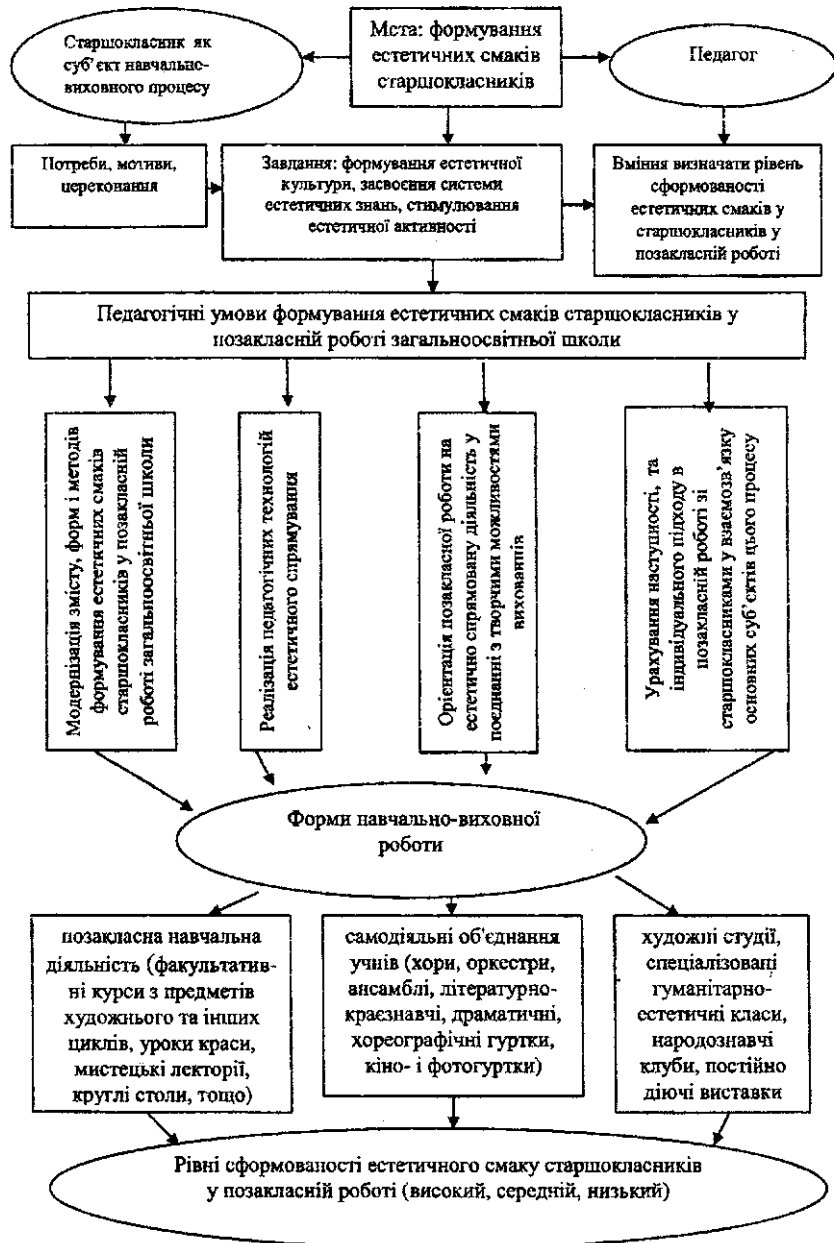 Старшокласник як
суб'єкт навчально-
виховного процесу
Мета: формування
естетичних смаків
старшокласників
Педагог
Потреби, мотиви,
переконання
Завдання: формування естетичної
культури, засвоєння системи
естетичних знань, стимулювання
естетичної активності
Вміння визначати рівень
сформованості
естетичних смаків у
старшокласників у
позакласній роботі
Педагогічні умови формування естетичних смаків старшокласників у
позакласній роботі загальноосвітньої школи
Модернізація змісту, форм і методів
формування естетичних смаків
старшокласників у позакласній
роботі загальноосвітньої школи
Реалізація педагогічних технологій
естетичного спрямування
Орієнтація позакласної роботи на
естетично спрямовану діяльність у
поєднанні з творчими можливостями
вихованців
Урахування наступності, та
індивідуального підходу в
позакласній роботі зі
старшокласниками у взаємозв'язку
основних суб'єктів цього процесу
Форми навчально-виховної
роботи
позакласна навчальна
діяльність (факультатив-
ні курси з предметів
художнього та інших
циклів, уроки краси,
мистецькі лекторії,
круглі столи, тощо)
самодіяльні об'єднання
учнів (хори, оркестри,
ансамблі, літературно-
краєзнавчі, драматичні,
хореографічні гуртки,
кіно- і фотогуртки)
художні студії,
спеціалізовані
гуманітарно-
естетичні класи,
народознавчі
клуби, постійно
діючі виставки
Рівні сформованості естетичного смаку старшокласників
у позакласній роботі (високий, середній, низький)